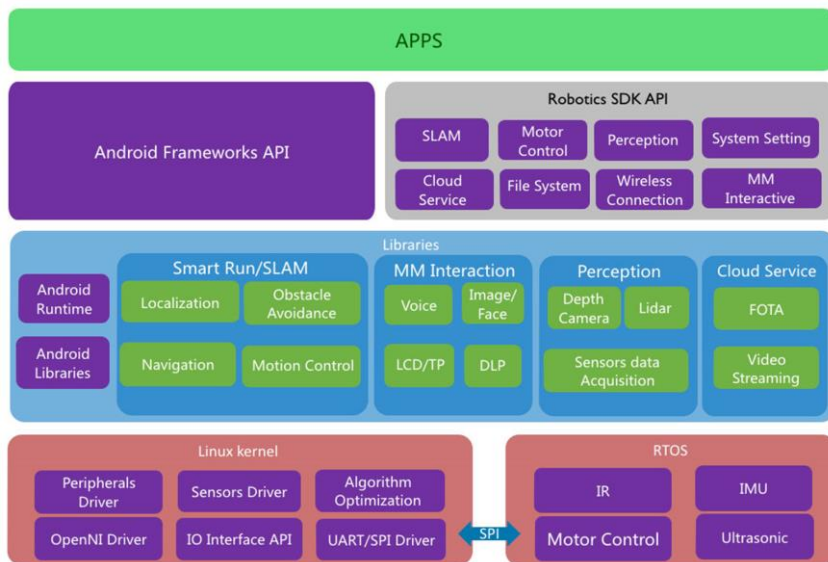 APPS
Android Frameworks API
Robotics SDK API
SLAM
Motor
Control
Perception
System Setting
Cloud
Service
File System
Wireless
Connection
MM
Interactive
Libraries
Android
Runtime
Android
Libraries
Smart Run/SLAM
Localization
Obstacle
Avoidance
Navigation
Motion Control
MM Interaction
Voice
Image/
Face
LCD/TP
DLP
Perception
Depth
Camera
Lidar
Sensors data
Acquisition
Cloud Service
FOTA
Video
Streaming
Linux kernel
Peripherals
Driver
Sensors Driver
Algorithm
Optimization
OpenNI Driver
IO Interface API
UART/SPI Driver
SPI
RTOS
IR
IMU
Motor Control
Ultrasonic